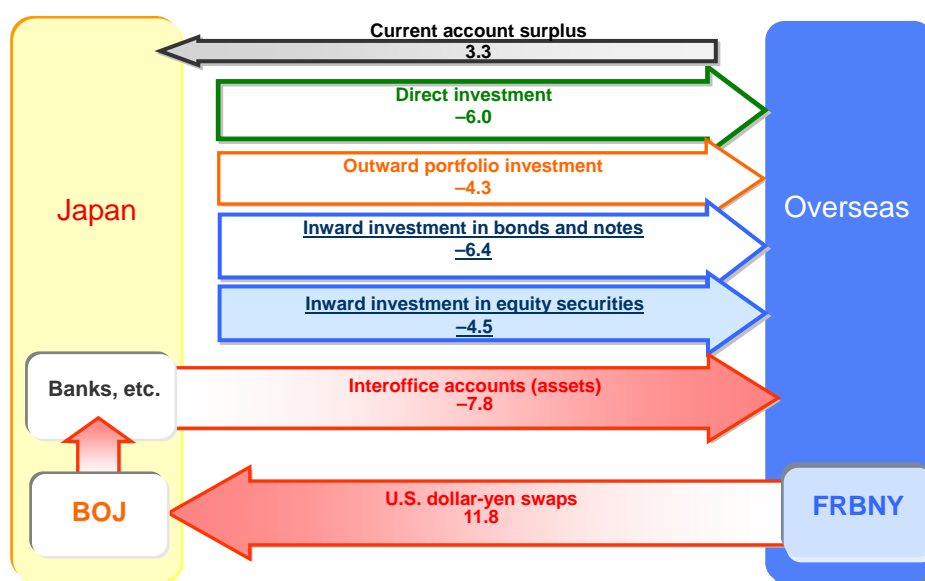 Current account surplus
3.3
Direct investment
–6.0
Outward portfolio investment
–4.3
Japan
Overseas
Inward investment in bonds and notes
–6.4
Inward investment in equity securities
–4.5
Banks, etc.
Interoffice accounts (assets)
–7.8
BOJ
U.S. dollar-yen swaps
11.8
FRBNY